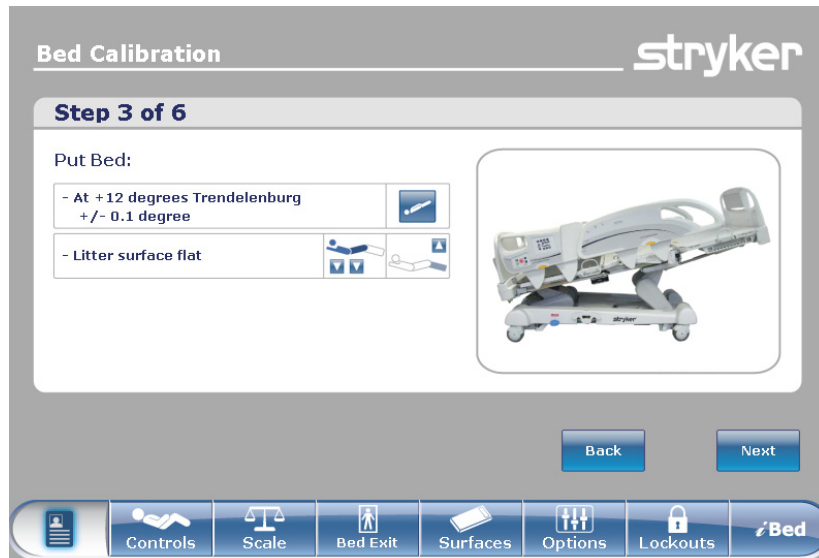 Bed Calibration
stryker
Step 3 of 6
Put Bed:
- At +12 degrees Trendelenburg
+/- 0.1 degree
- Litter surface flat
stryker
Back
Next
Controls
Scale
Bed Exit
Surfaces
Options
Lockouts
iBed